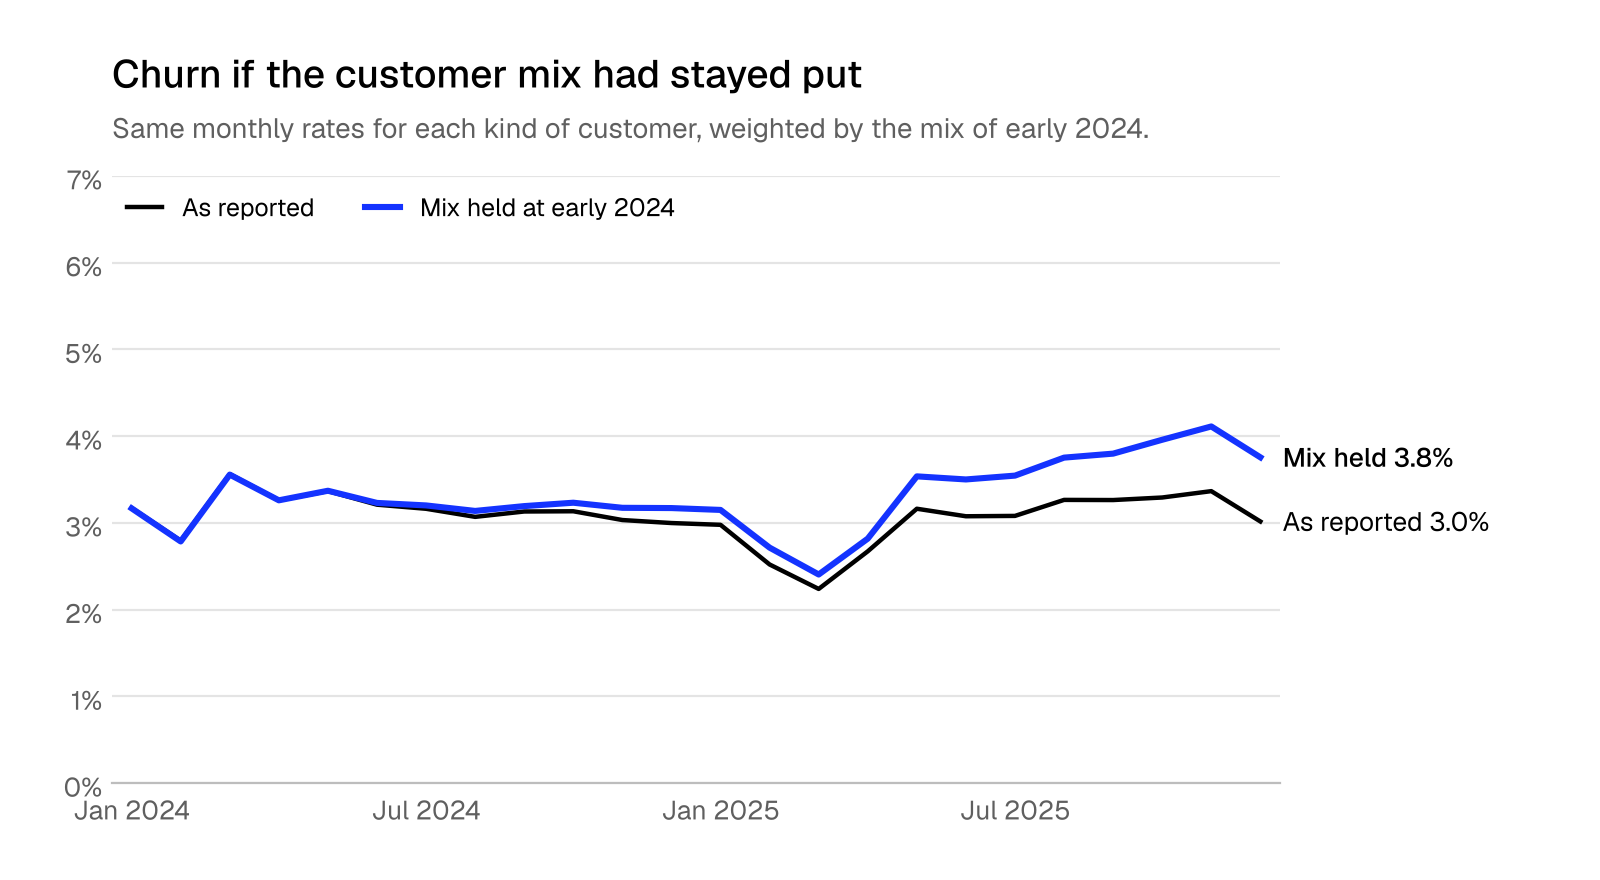 Churn if the customer mix had stayed put
Same monthly rates for each kind of customer, weighted by the mix of early 2024.
7%
As reported
Mix held at early 2024
6%
5%
4%
Mix held 3.8%
As reported 3.0%
3%
2%
1%
0%
Jan 2024
Jul 2024
Jan 2025
Jul 2025